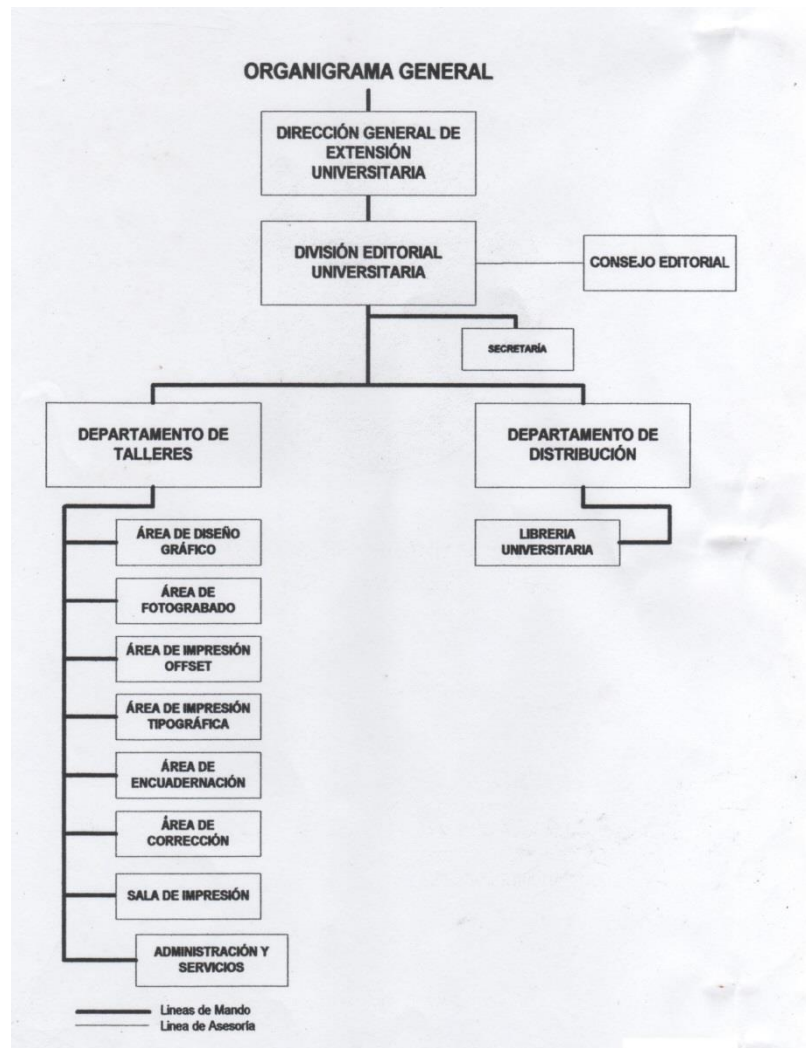 ORGANIGRAMA GENERAL
DIRECCIÓN GENERAL DE
EXTENSIÓN
UNIVERSITARIA
DIVISIÓN EDITORIAL
UNIVERSITARIA
CONSEJO EDITORIAL
SECRETARÍA
DEPARTAMENTO DE
TALLERES
DEPARTAMENTO DE
DISTRIBUCIÓN
ÁREA DE DISEÑO
GRÁFICO
LIBRERIA
UNIVERSITARIA
ÁREA DE
FOTOGRABADO
ÁREA DE IMPRESIÓN
OFFSET
ÁREA DE IMPRESIÓN
TIPOGRÁFICA
ÁREA DE
ENCUADERNACIÓN
ÁREA DE
CORRECCIÓN
SALA DE IMPRESIÓN
ADMINISTRACIÓN Y
SERVICIOS
Lineas de Mando
Linea de Asesoría